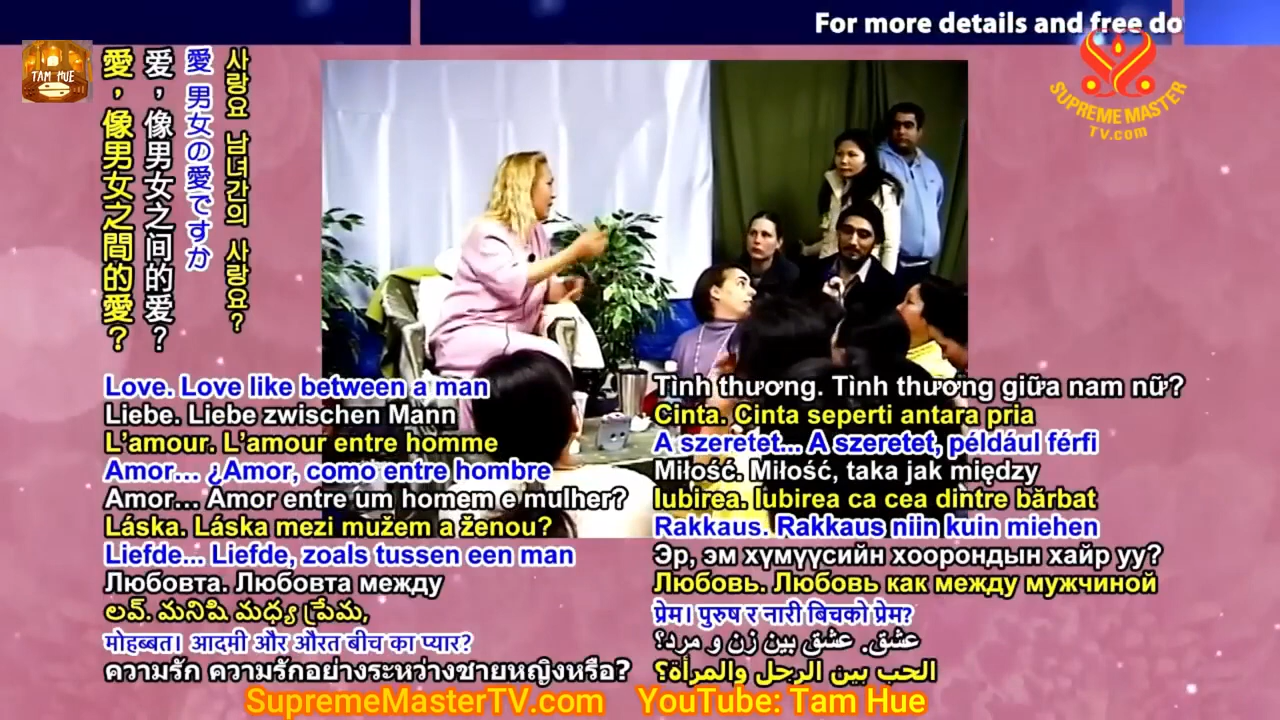 For more details and free do
TAM HUE
SUPREME MASTER
TV.com
愛，像男女之間的愛？
爱，像男女之间的爱？
愛 男女の愛ですか
사랑요 남녀간의 사랑요?
Love. Love like between a man
Liebe. Liebe zwischen Mann
L'amour. L'amour entre homme
Amor... ¿Amor, como entre hombre
Amor... Amor entre um homem e mulher?
Láska. Láska mezi mužem a ženou?
Liefde... Liefde, zoals tussen een man
Любовта. Любовта между
లవ్. మనిషి మధ్య ప్రేమ,
मोहब्बत। आदमी और औरत बीच का प्यार?
ความรัก ความรักอย่างระหว่างชายหญิงหรือ?
Tình thương. Tình thương giữa nam nữ?
Cinta. Cinta seperti antara pria
A szeretet... A szeretet, például férfi
Miłość. Miłość, taka jak między
Iubirea. Iubirea ca cea dintre bărbat
Rakkaus. Rakkaus niin kuin miehen
Эр, эм хүмүүсийн хоорондын хайр уу?
Любовь. Любовь как между мужчиной
प्रेम। पुरुष र नारी बिचको प्रेम?
عشق. عشق بین زن و مرد؟
الحب بين الرجل والمرأة؟
SupremeMasterTV.com YouTube: Tam Hue